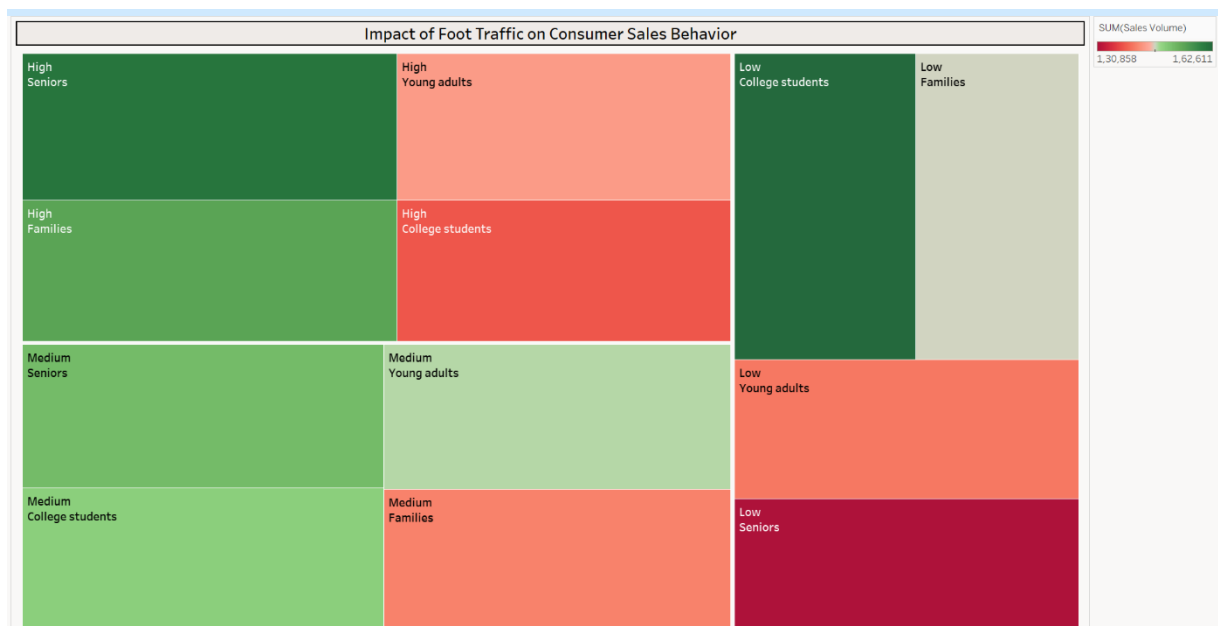 Impact of Foot Traffic on Consumer Sales Behavior
SUM(Sales Volume)
1,30,858 1,62,611
High
Seniors
High
Young adults
Low
College students
Low
Families
High
Families
High
College students
Medium
Seniors
Medium
Young adults
Low
Young adults
Medium
College students
Medium
Families
Low
Seniors